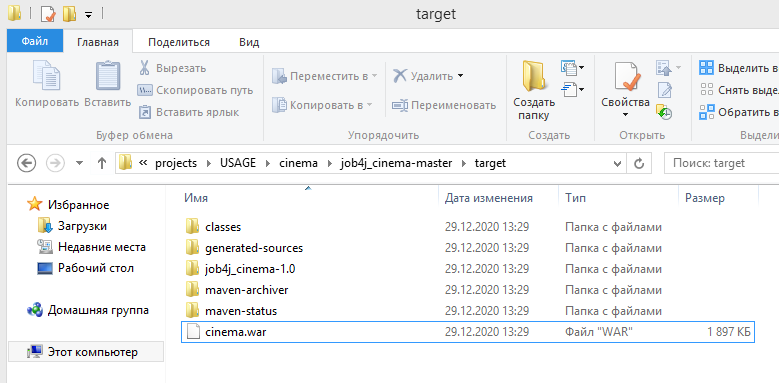 target
Файл Главная Поделиться Вид
Копировать Вставить Вырезать Скопировать путь Вставить ярлык
Буфер обмена
Переместить в Копировать в Удалить Переименовать
Упорядочить
Создать папку
Создать
Свойства
Открыть
Выделить в
Снять выде
Обратить в
Выдели
« projects USAGE cinema job4j_cinema-master target
Поиск: target
Избранное
Загрузки
Недавние места
Рабочий стол
Домашняя группа
Этот компьютер
Имя Дата изменения Тип Размер
classes 29.12.2020 13:29 Папка с файлами
generated-sources 29.12.2020 13:29 Папка с файлами
job4j_cinema-1.0 29.12.2020 13:29 Папка с файлами
maven-archiver 29.12.2020 13:29 Папка с файлами
maven-status 29.12.2020 13:29 Папка с файлами
cinema.war 29.12.2020 13:29 Файл "WAR" 1 897 КБ